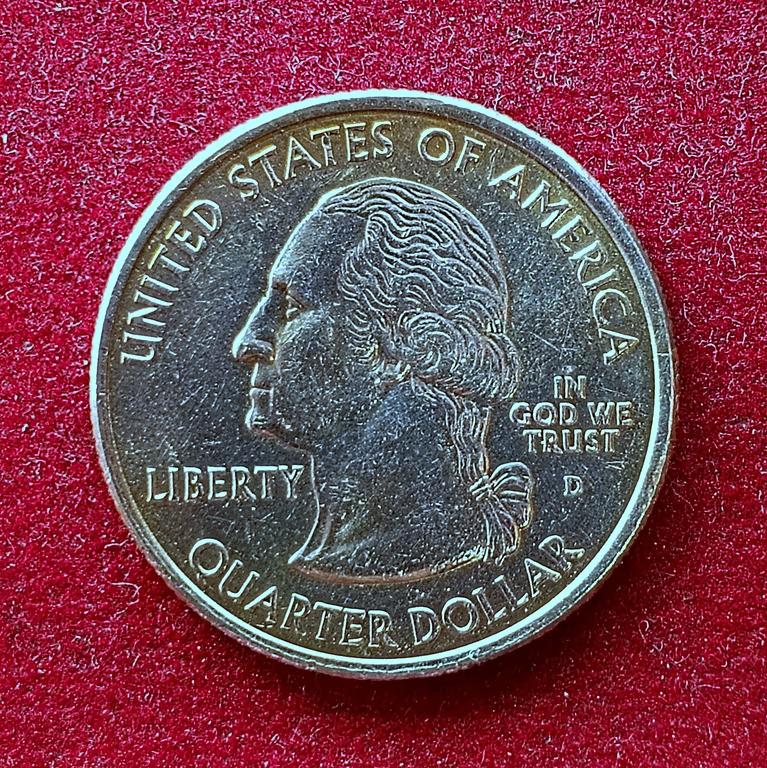 UNITED STATES OF AMERICA
IN
GOD WE
TRUST
LIBERTY
D
QUARTER DOLLAR